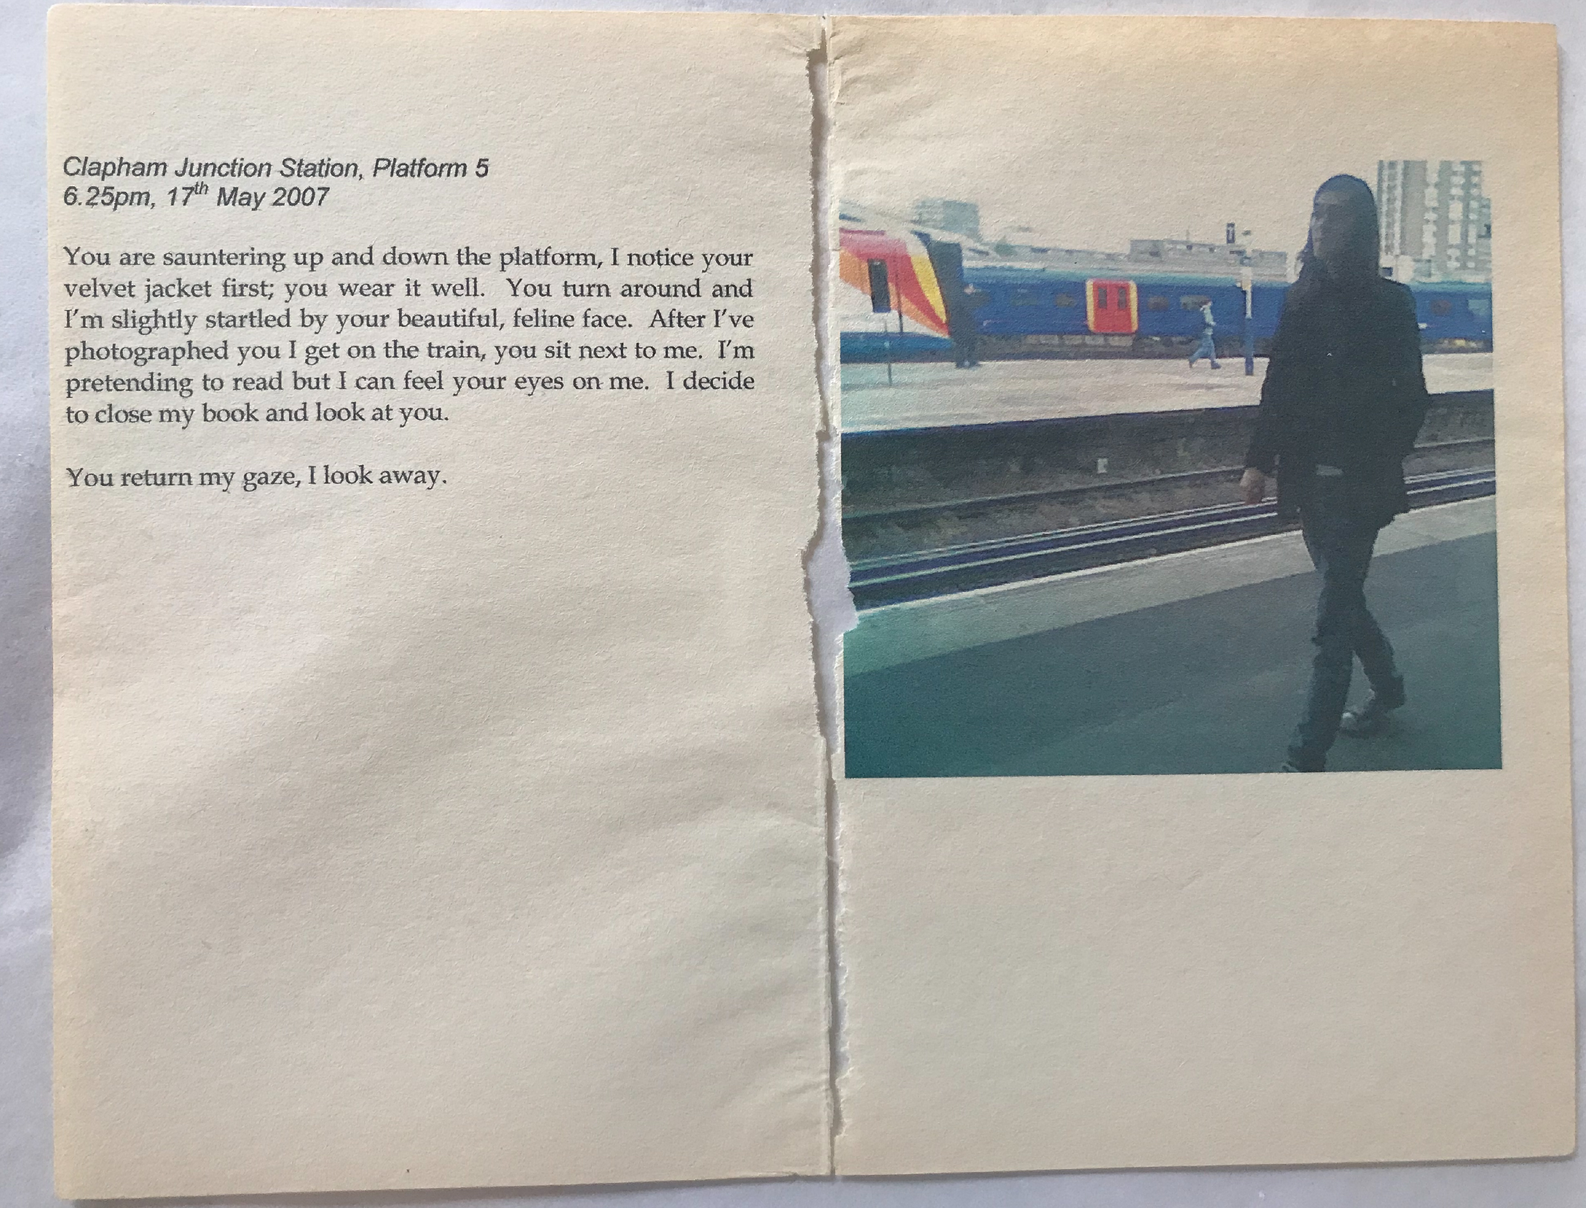 Clapham Junction Station, Platform 5
6.25pm, 17th May 2007
You are sauntering up and down the platform, I notice your
velvet jacket first; you wear it well.  You turn around and
I'm slightly startled by your beautiful, feline face.  After I've
photographed you I get on the train, you sit next to me.  I'm
pretending to read but I can feel your eyes on me.  I decide
to close my book and look at you.
You return my gaze, I look away.